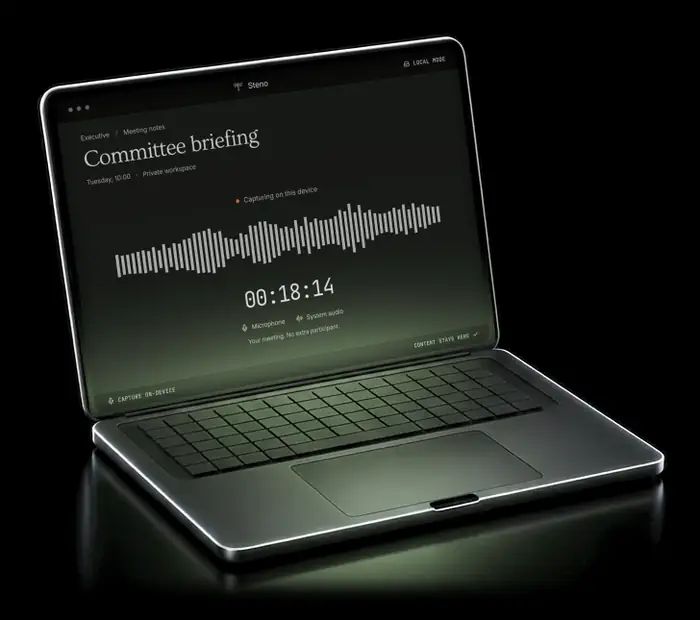 Steno
LOCAL MODE
Executive / Meeting notes
Committee briefing
Tuesday, 10:00 · Private workspace
Capturing on this device
00:18:14
Microphone System audio
Your meeting. No extra participant.
CAPTURE ON-DEVICE
CONTENT STAYS HERE